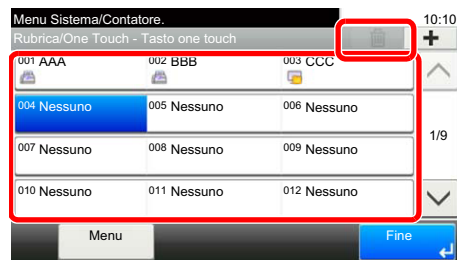 Menu Sistema/Contatore. 10:10
Rubrica/One Touch - Tasto one touch
001 AAA 002 BBB 003 CCC
004 Nessuno 005 Nessuno 006 Nessuno
1/9
007 Nessuno 008 Nessuno 009 Nessuno
010 Nessuno 011 Nessuno 012 Nessuno
Menu Fine